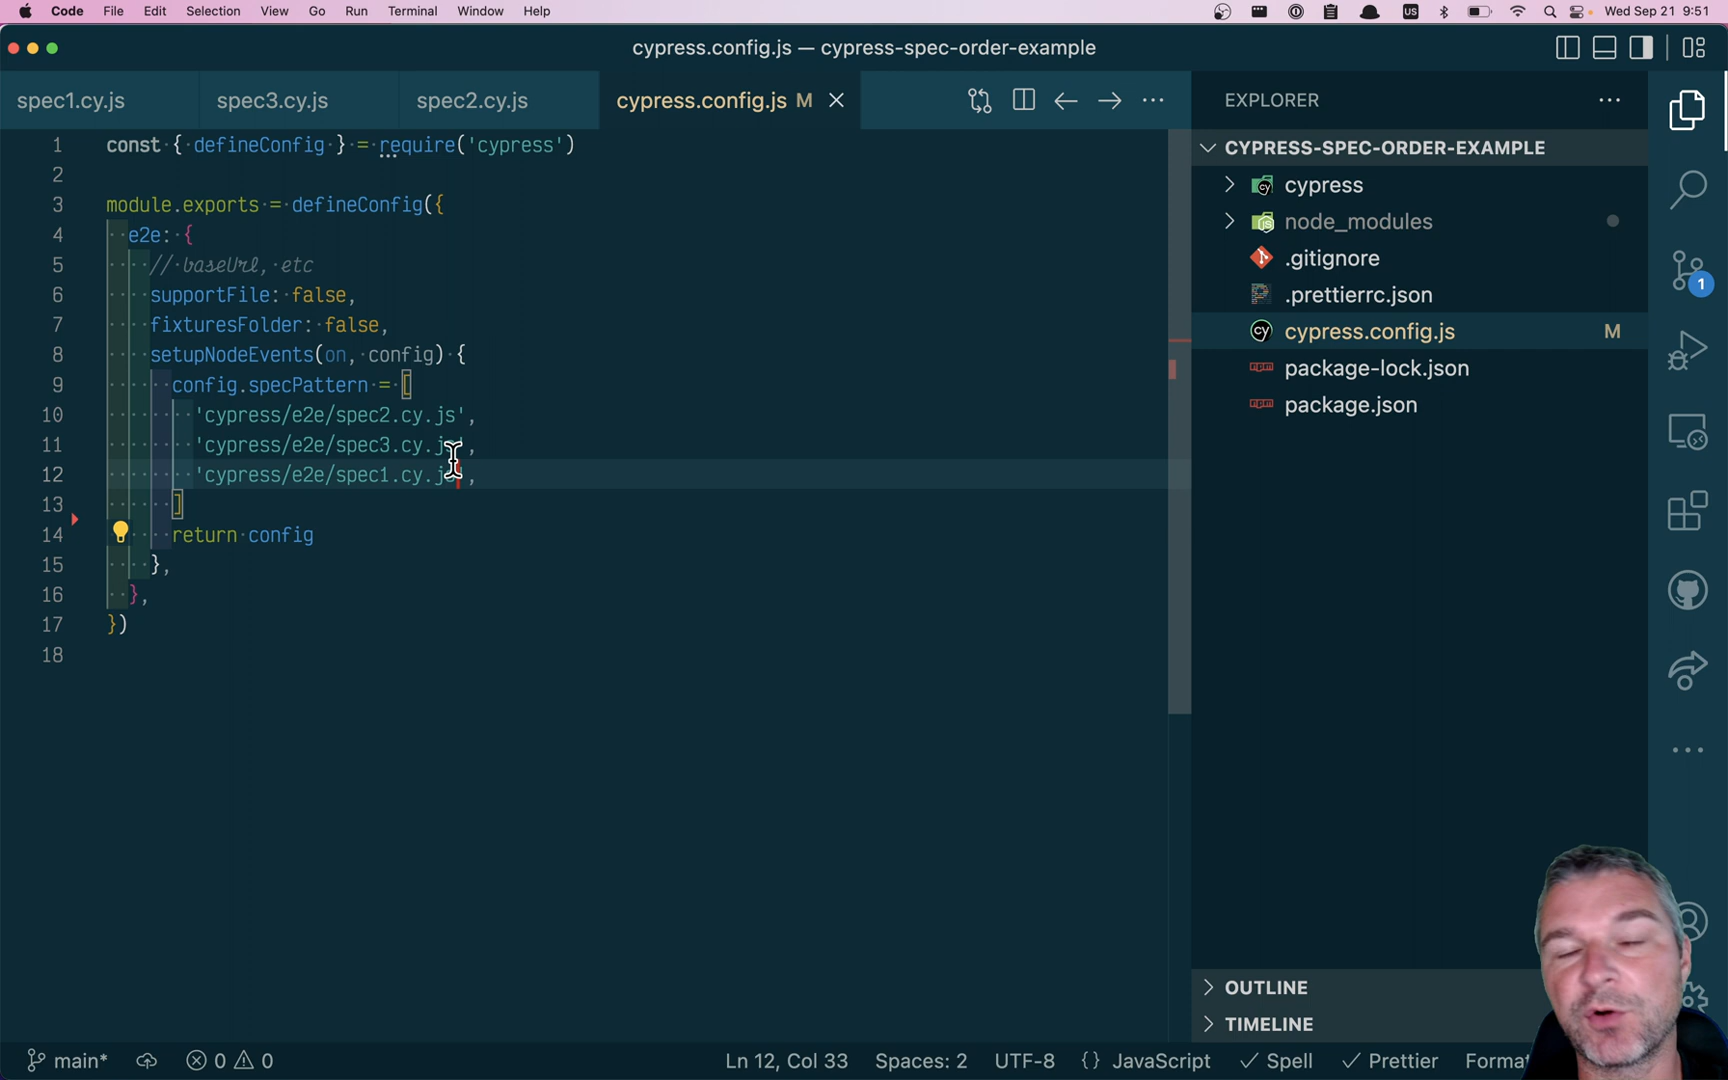 Code File Edit Selection View Go Run Terminal Window Help US Wed Sep 21 9:51
cypress.config.js — cypress-spec-order-example
spec1.cy.js spec3.cy.js spec2.cy.js cypress.config.js M
1 const { defineConfig } = require('cypress')
2
3 module.exports = defineConfig({
4 e2e: {
5 // baseUrl, etc
6 supportFile: false,
7 fixturesFolder: false,
8 setupNodeEvents(on, config) {
9 config.specPattern = [
10 'cypress/e2e/spec2.cy.js',
11 'cypress/e2e/spec3.cy.js',
12 'cypress/e2e/spec1.cy.js',
13 ]
14 return config
15 },
16 },
17 })
18
EXPLORER
CYPRESS-SPEC-ORDER-EXAMPLE
cypress
node_modules
.gitignore
.prettierrc.json
cypress.config.js M
package-lock.json
package.json
1
OUTLINE
TIMELINE
main* 0 0 Ln 12, Col 33 Spaces: 2 UTF-8 {} JavaScript Spell Prettier